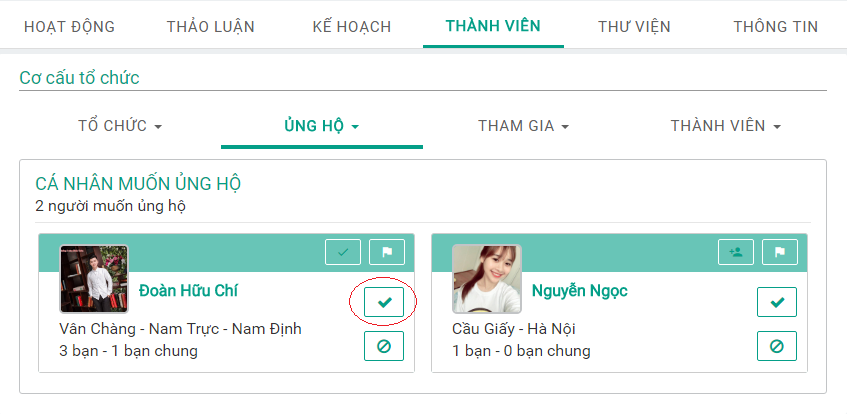 HOẠT ĐỘNG THẢO LUẬN KẾ HOẠCH THÀNH VIÊN THƯ VIỆN THÔNG TIN
Cơ cấu tổ chức
TỔ CHỨC ỦNG HỘ THAM GIA THÀNH VIÊN
CÁ NHÂN MUỐN ỦNG HỘ
2 người muốn ủng hộ
Đoàn Hữu Chí
Vân Chàng - Nam Trực - Nam Định
3 bạn - 1 bạn chung
Nguyễn Ngọc
Cầu Giấy - Hà Nội
1 bạn - 0 bạn chung